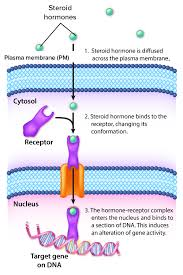 Steroid
hormones
Plasma membrane (PM)
1. Steroid hormone is diffused
across the plasma membrane,
Cytosol
2. Steroid hormone binds to the
receptor, changing its
conformation.
Receptor
Nucleus
3. The hormone-receptor complex
enters the nucleus and binds to
a section of DNA. This induces
an alteration of gene activity.
Target gene
on DNA